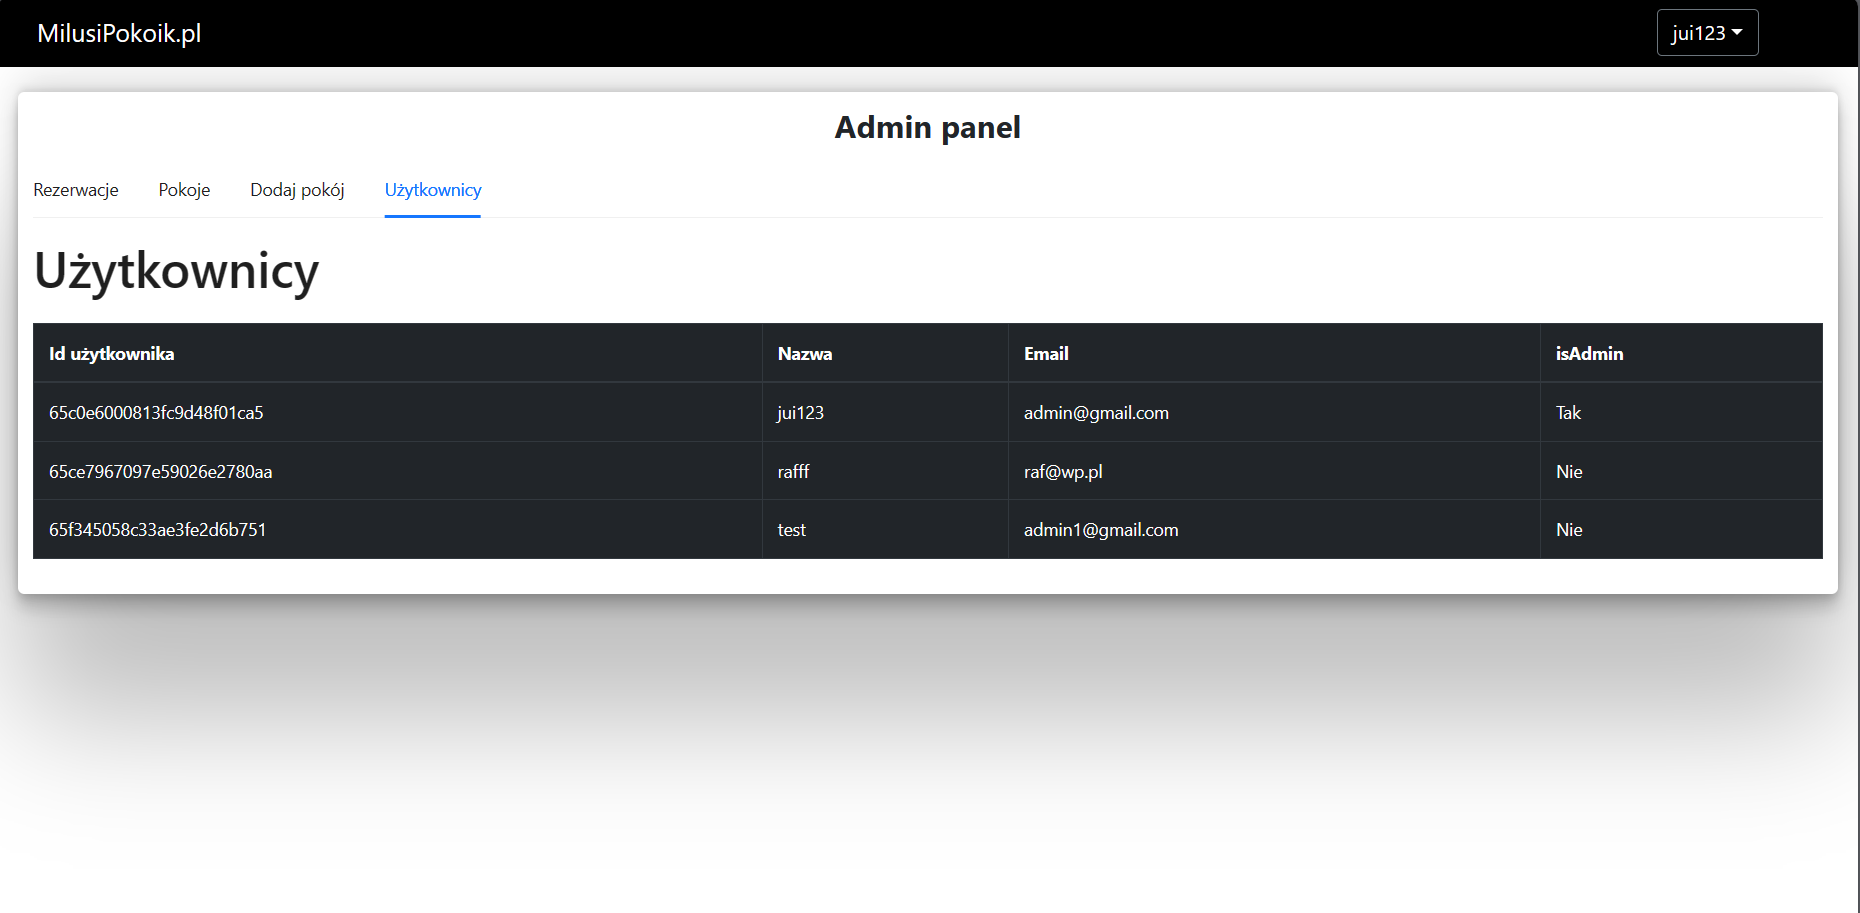 MilusiPokoik.pl jui123
Admin panel
Rezerwacje Pokoje Dodaj pokój Użytkownicy
Użytkownicy
Id użytkownika Nazwa Email isAdmin
65c0e6000813fc9d48f01ca5 jui123 admin@gmail.com Tak
65ce7967097e59026e2780aa rafff raf@wp.pl Nie
65f345058c33ae3fe2d6b751 test admin1@gmail.com Nie